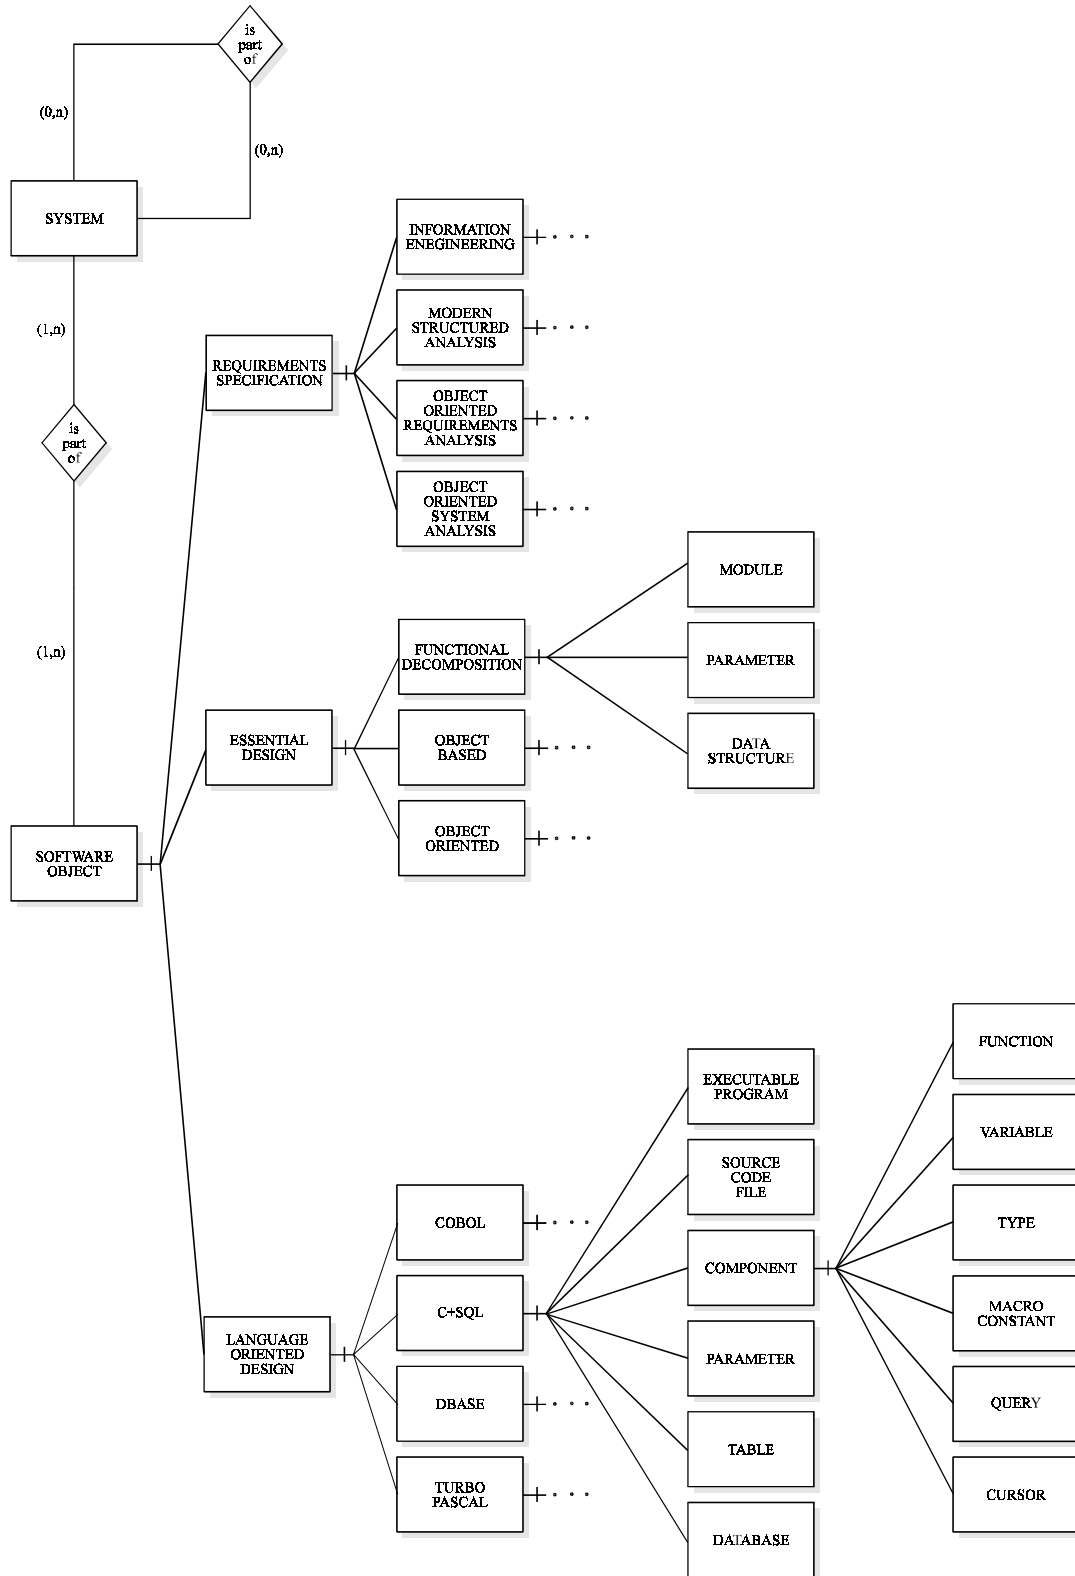 is
part
of
(0,n)
(0,n)
SYSTEM
(1,n)
is
part
of
(1,n)
SOFTWARE
OBJECT
REQUIREMENTS
SPECIFICATION
INFORMATION
ENEGINEERING
MODERN
STRUCTURED
ANALYSIS
OBJECT
ORIENTED
REQUIREMENTS
ANALYSIS
OBJECT
ORIENTED
SYSTEM
ANALYSIS
ESSENTIAL
DESIGN
FUNCTIONAL
DECOMPOSITION
OBJECT
BASED
OBJECT
ORIENTED
MODULE
PARAMETER
DATA
STRUCTURE
LANGUAGE
ORIENTED
DESIGN
COBOL
C+SQL
DBASE
TURBO
PASCAL
EXECUTABLE
PROGRAM
SOURCE
CODE
FILE
COMPONENT
PARAMETER
TABLE
DATABASE
FUNCTION
VARIABLE
TYPE
MACRO
CONSTANT
QUERY
CURSOR